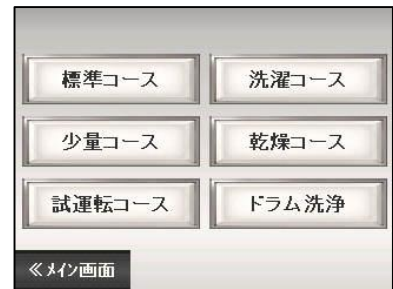 標準コース 洗濯コース
少量コース 乾燥コース
試運転コース ドラム洗浄
≪メイン画面